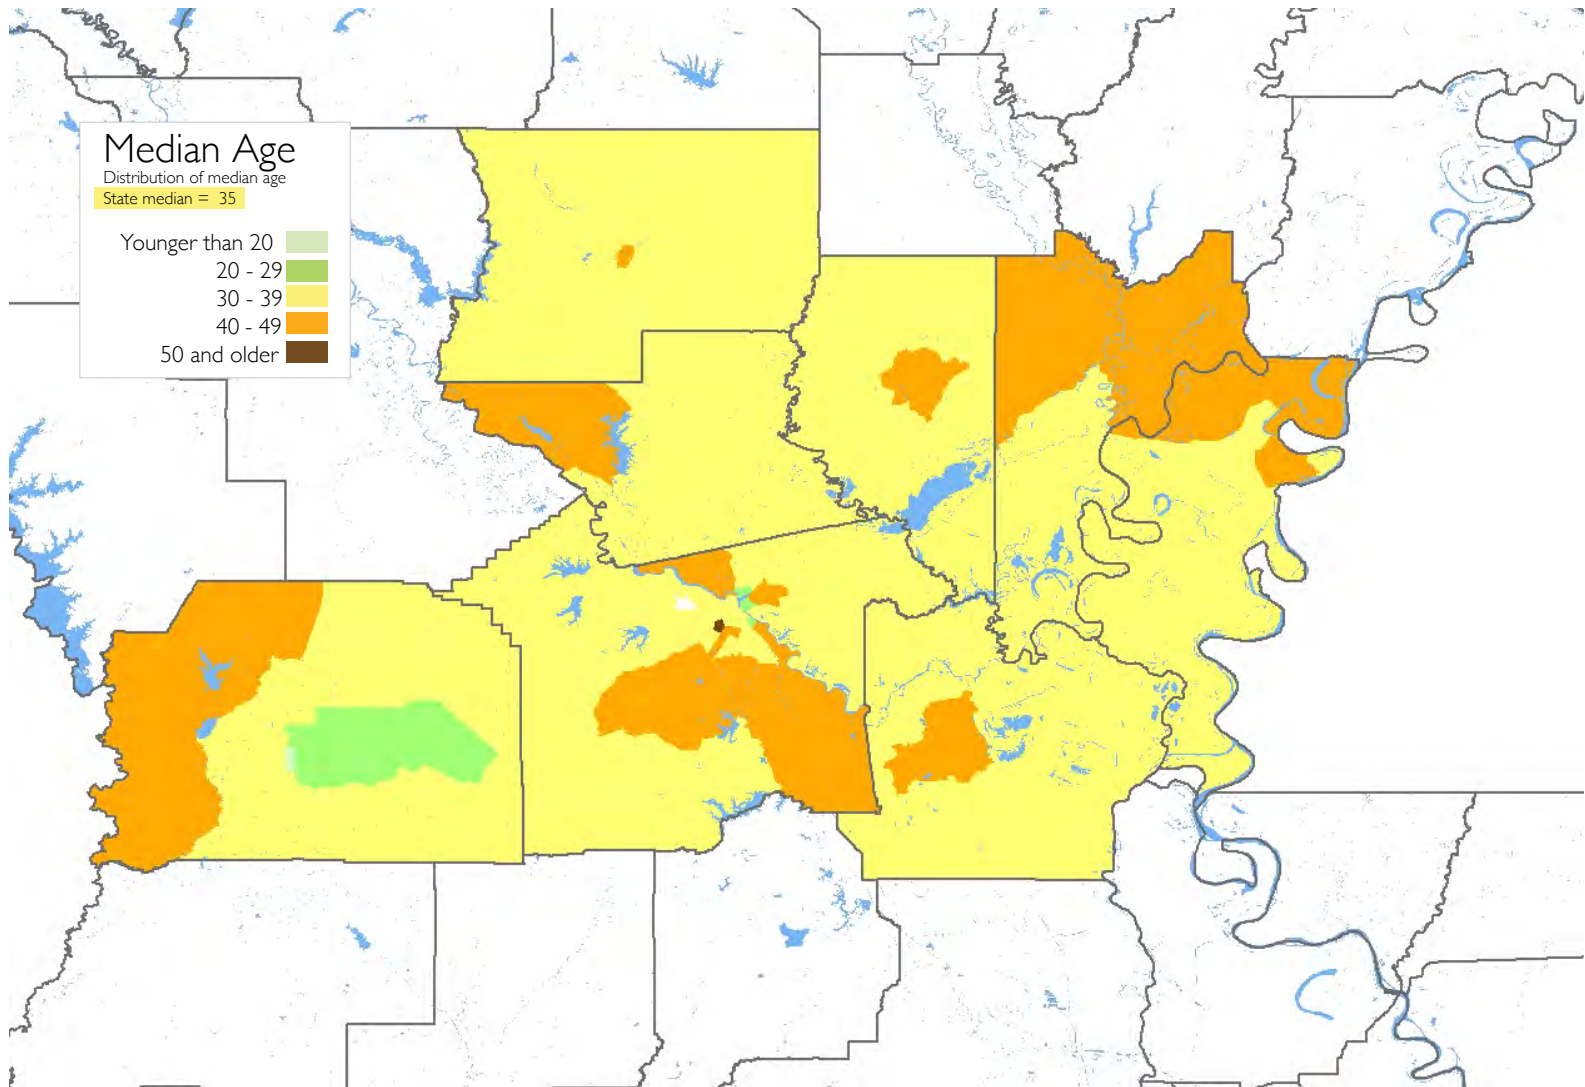 Median Age
Distribution of median age
State median = 35
Younger than 20
20 - 29
30 - 39
40 - 49
50 and older